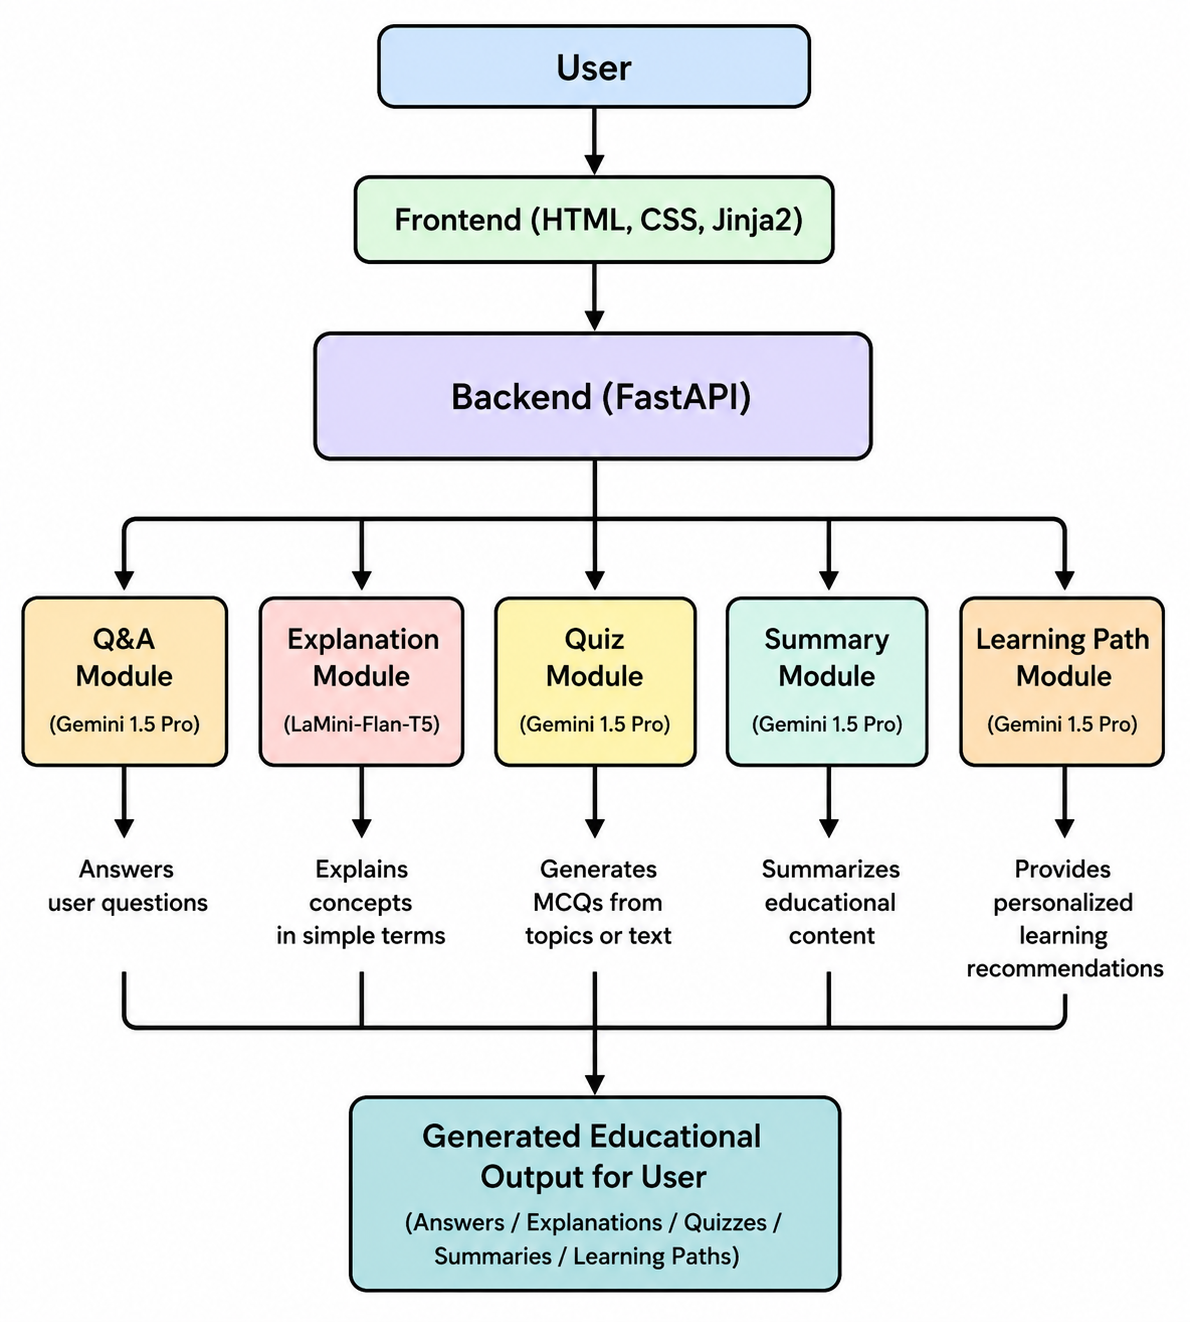 User
Frontend (HTML, CSS, Jinja2)
Backend (FastAPI)
Q&A
Module
(Gemini 1.5 Pro)
Explanation
Module
(LaMini-Flan-T5)
Quiz
Module
(Gemini 1.5 Pro)
Summary
Module
(Gemini 1.5 Pro)
Learning Path
Module
(Gemini 1.5 Pro)
Answers
user questions
Explains
concepts
in simple terms
Generates
MCQs from
topics or text
Summarizes
educational
content
Provides
personalized
learning
recommendations
Generated Educational
Output for User
(Answers / Explanations / Quizzes /
Summaries / Learning Paths)